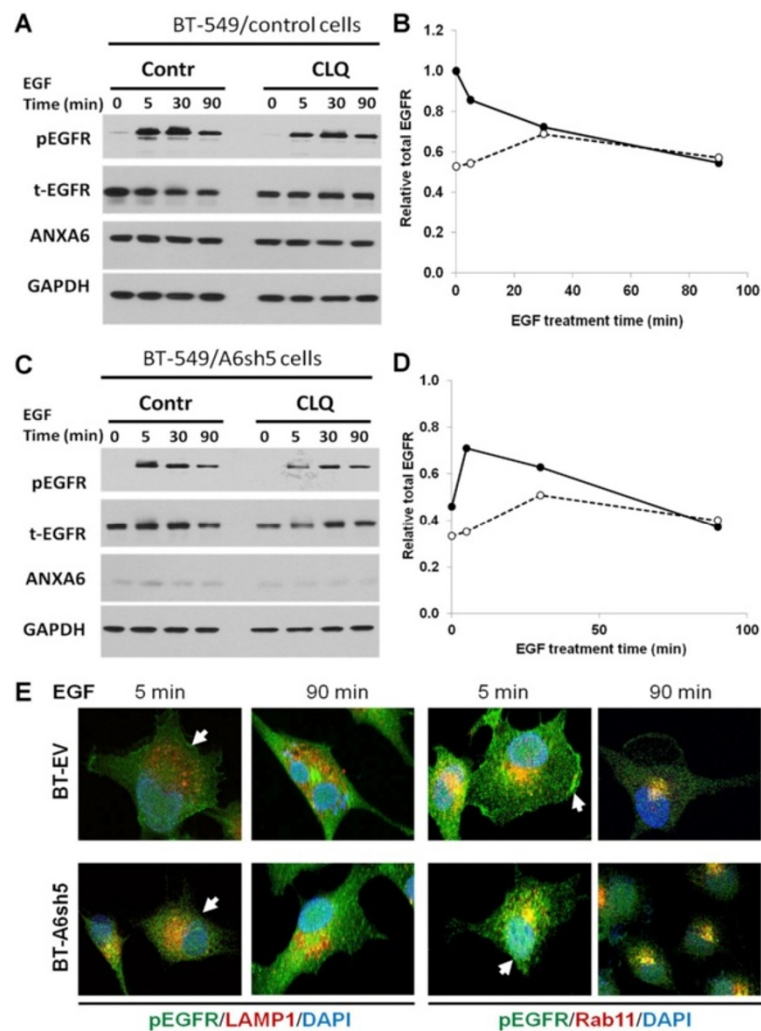 A
BT-549/control cells
EGF Contr CLQ
Time (min) 0 5 30 90 0 5 30 90
pEGFR
t-EGFR
ANXA6
GAPDH
B
Relative total EGFR
1.2
1.0
0.8
0.6
0.4
0.2
0.0
0 20 40 60 80 100
EGF treatment time (min)
C
BT-549/A6sh5 cells
EGF Contr CLQ
Time (min) 0 5 30 90 0 5 30 90
pEGFR
t-EGFR
ANXA6
GAPDH
D
Relative total EGFR
1.0
0.8
0.6
0.4
0.2
0.0
0 50 100
EGF treatment time (min)
E EGF 5 min 90 min 5 min 90 min
BT-EV
BT-A6sh5
pEGFR/LAMP1/DAPI pEGFR/Rab11/DAPI